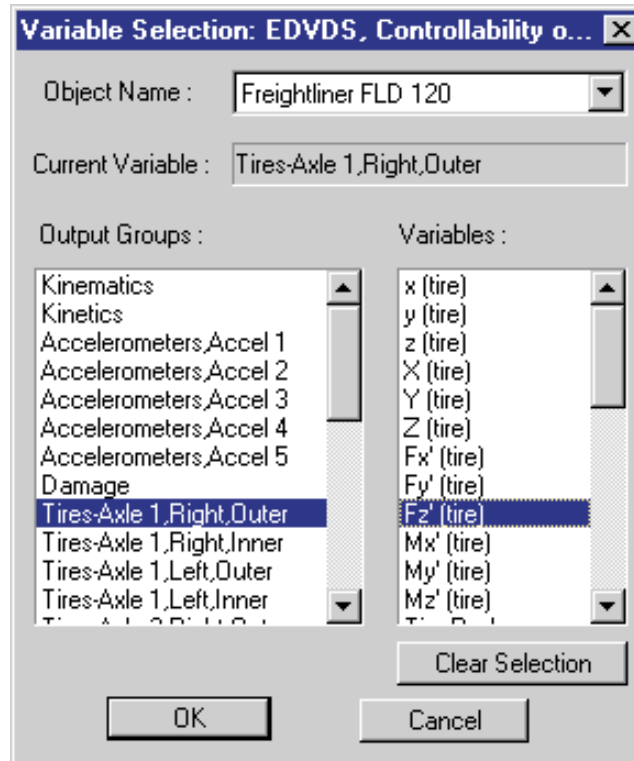 Variable Selection: EDVDS, Controllability o...
Object Name :
Freightliner FLD 120
Current Variable :
Tires-Axle 1,Right,Outer
Output Groups :
Kinematics
Kinetics
Accelerometers,Accel 1
Accelerometers,Accel 2
Accelerometers,Accel 3
Accelerometers,Accel 4
Accelerometers,Accel 5
Damage
Tires-Axle 1,Right,Outer
Tires-Axle 1,Right,Inner
Tires-Axle 1,Left,Outer
Tires-Axle 1,Left,Inner
Variables :
x (tire)
y (tire)
z (tire)
X (tire)
Y (tire)
Z (tire)
Fx' (tire)
Fy' (tire)
Fz' (tire)
Mx' (tire)
My' (tire)
Mz' (tire)
Clear Selection
OK
Cancel